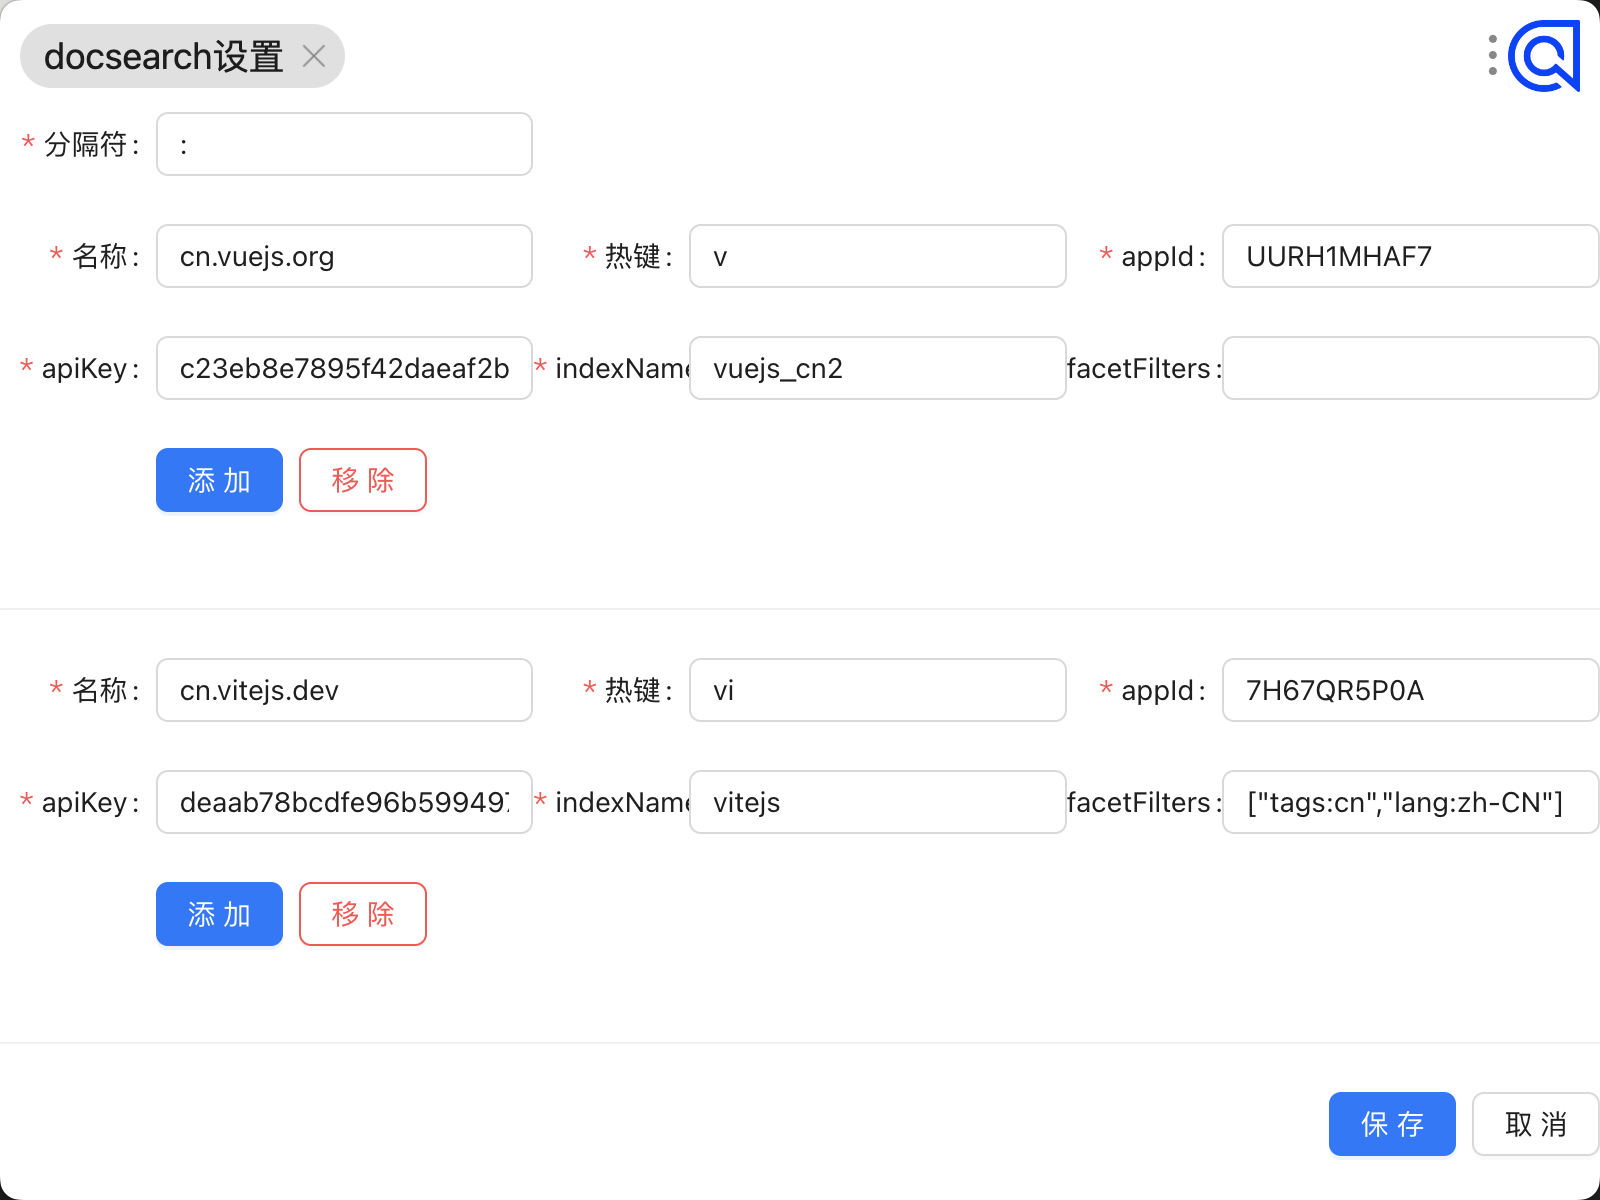 docsearch设置
* 分隔符: :
* 名称: cn.vuejs.org * 热键: v * appId: UURH1MHAF7
* apiKey: c23eb8e7895f42daeaf2b * indexName vuejs_cn2 facetFilters:
添加 移除
* 名称: cn.vitejs.dev * 热键: vi * appId: 7H67QR5P0A
* apiKey: deaab78bcdfe96b599497 * indexName vitejs facetFilters: ["tags:cn","lang:zh-CN"]
添加 移除
保存 取消